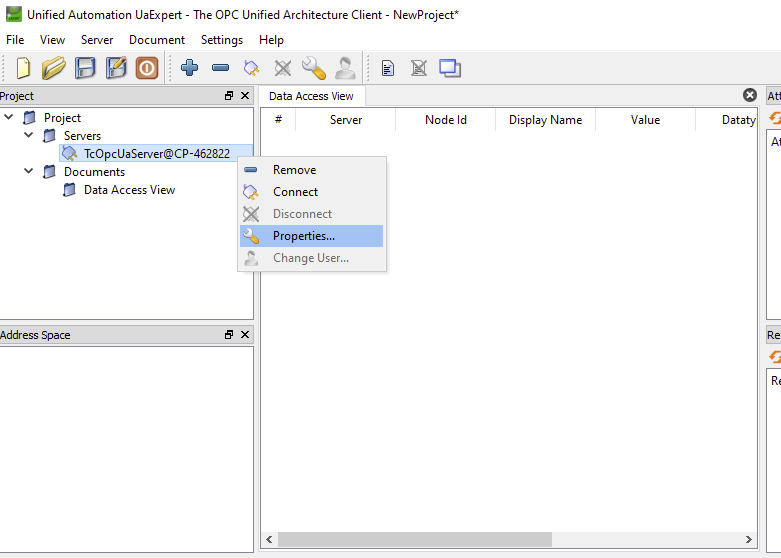 Unified Automation UaExpert - The OPC Unified Architecture Client - NewProject*
File View Server Document Settings Help
Project
Data Access View
Att
Project
Servers
TcOpcUaServer@CP-462822
Documents
Data Access View
# Server Node Id Display Name Value Dataty
At
Remove
Connect
Disconnect
Properties...
Change User...
Address Space
Re
Re